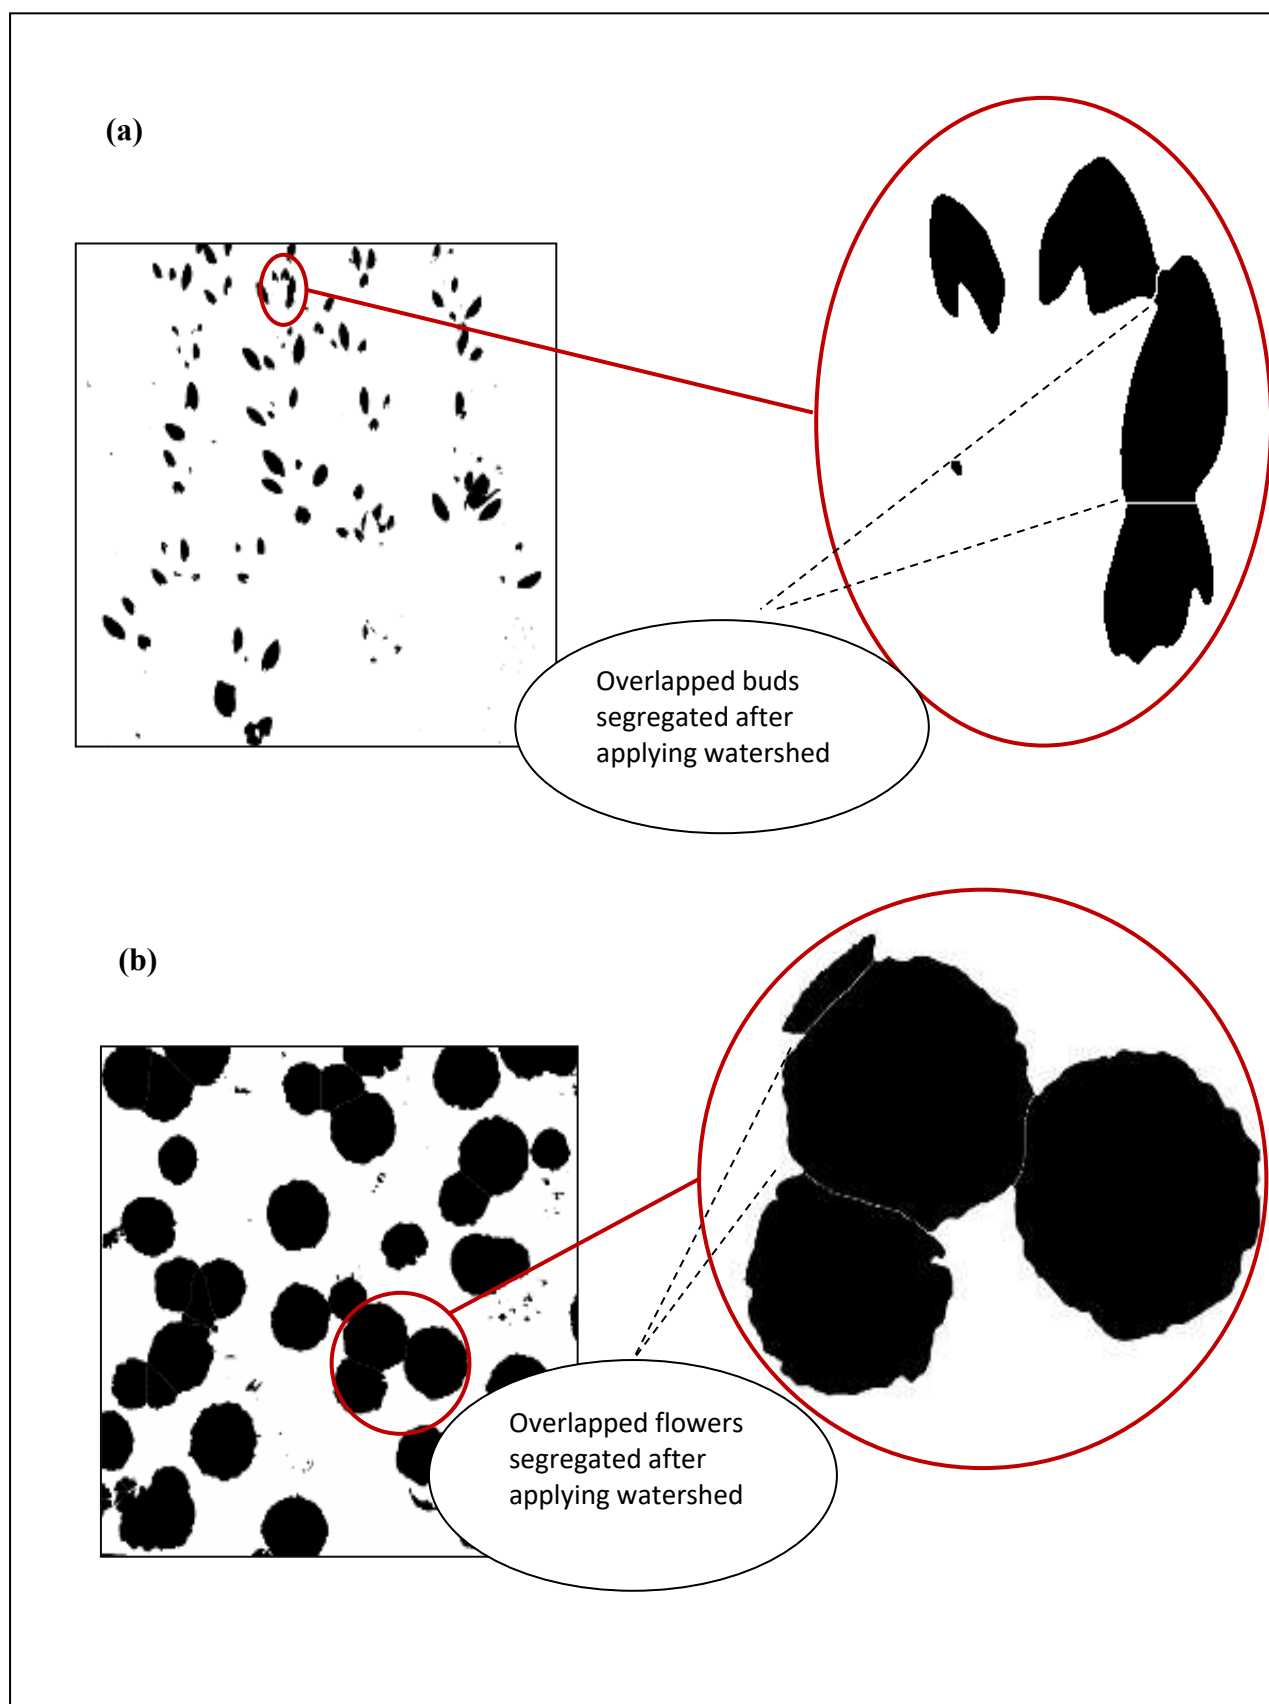 (a)
Overlapped buds
segregated after
applying watershed
(b)
Overlapped flowers
segregated after
applying watershed